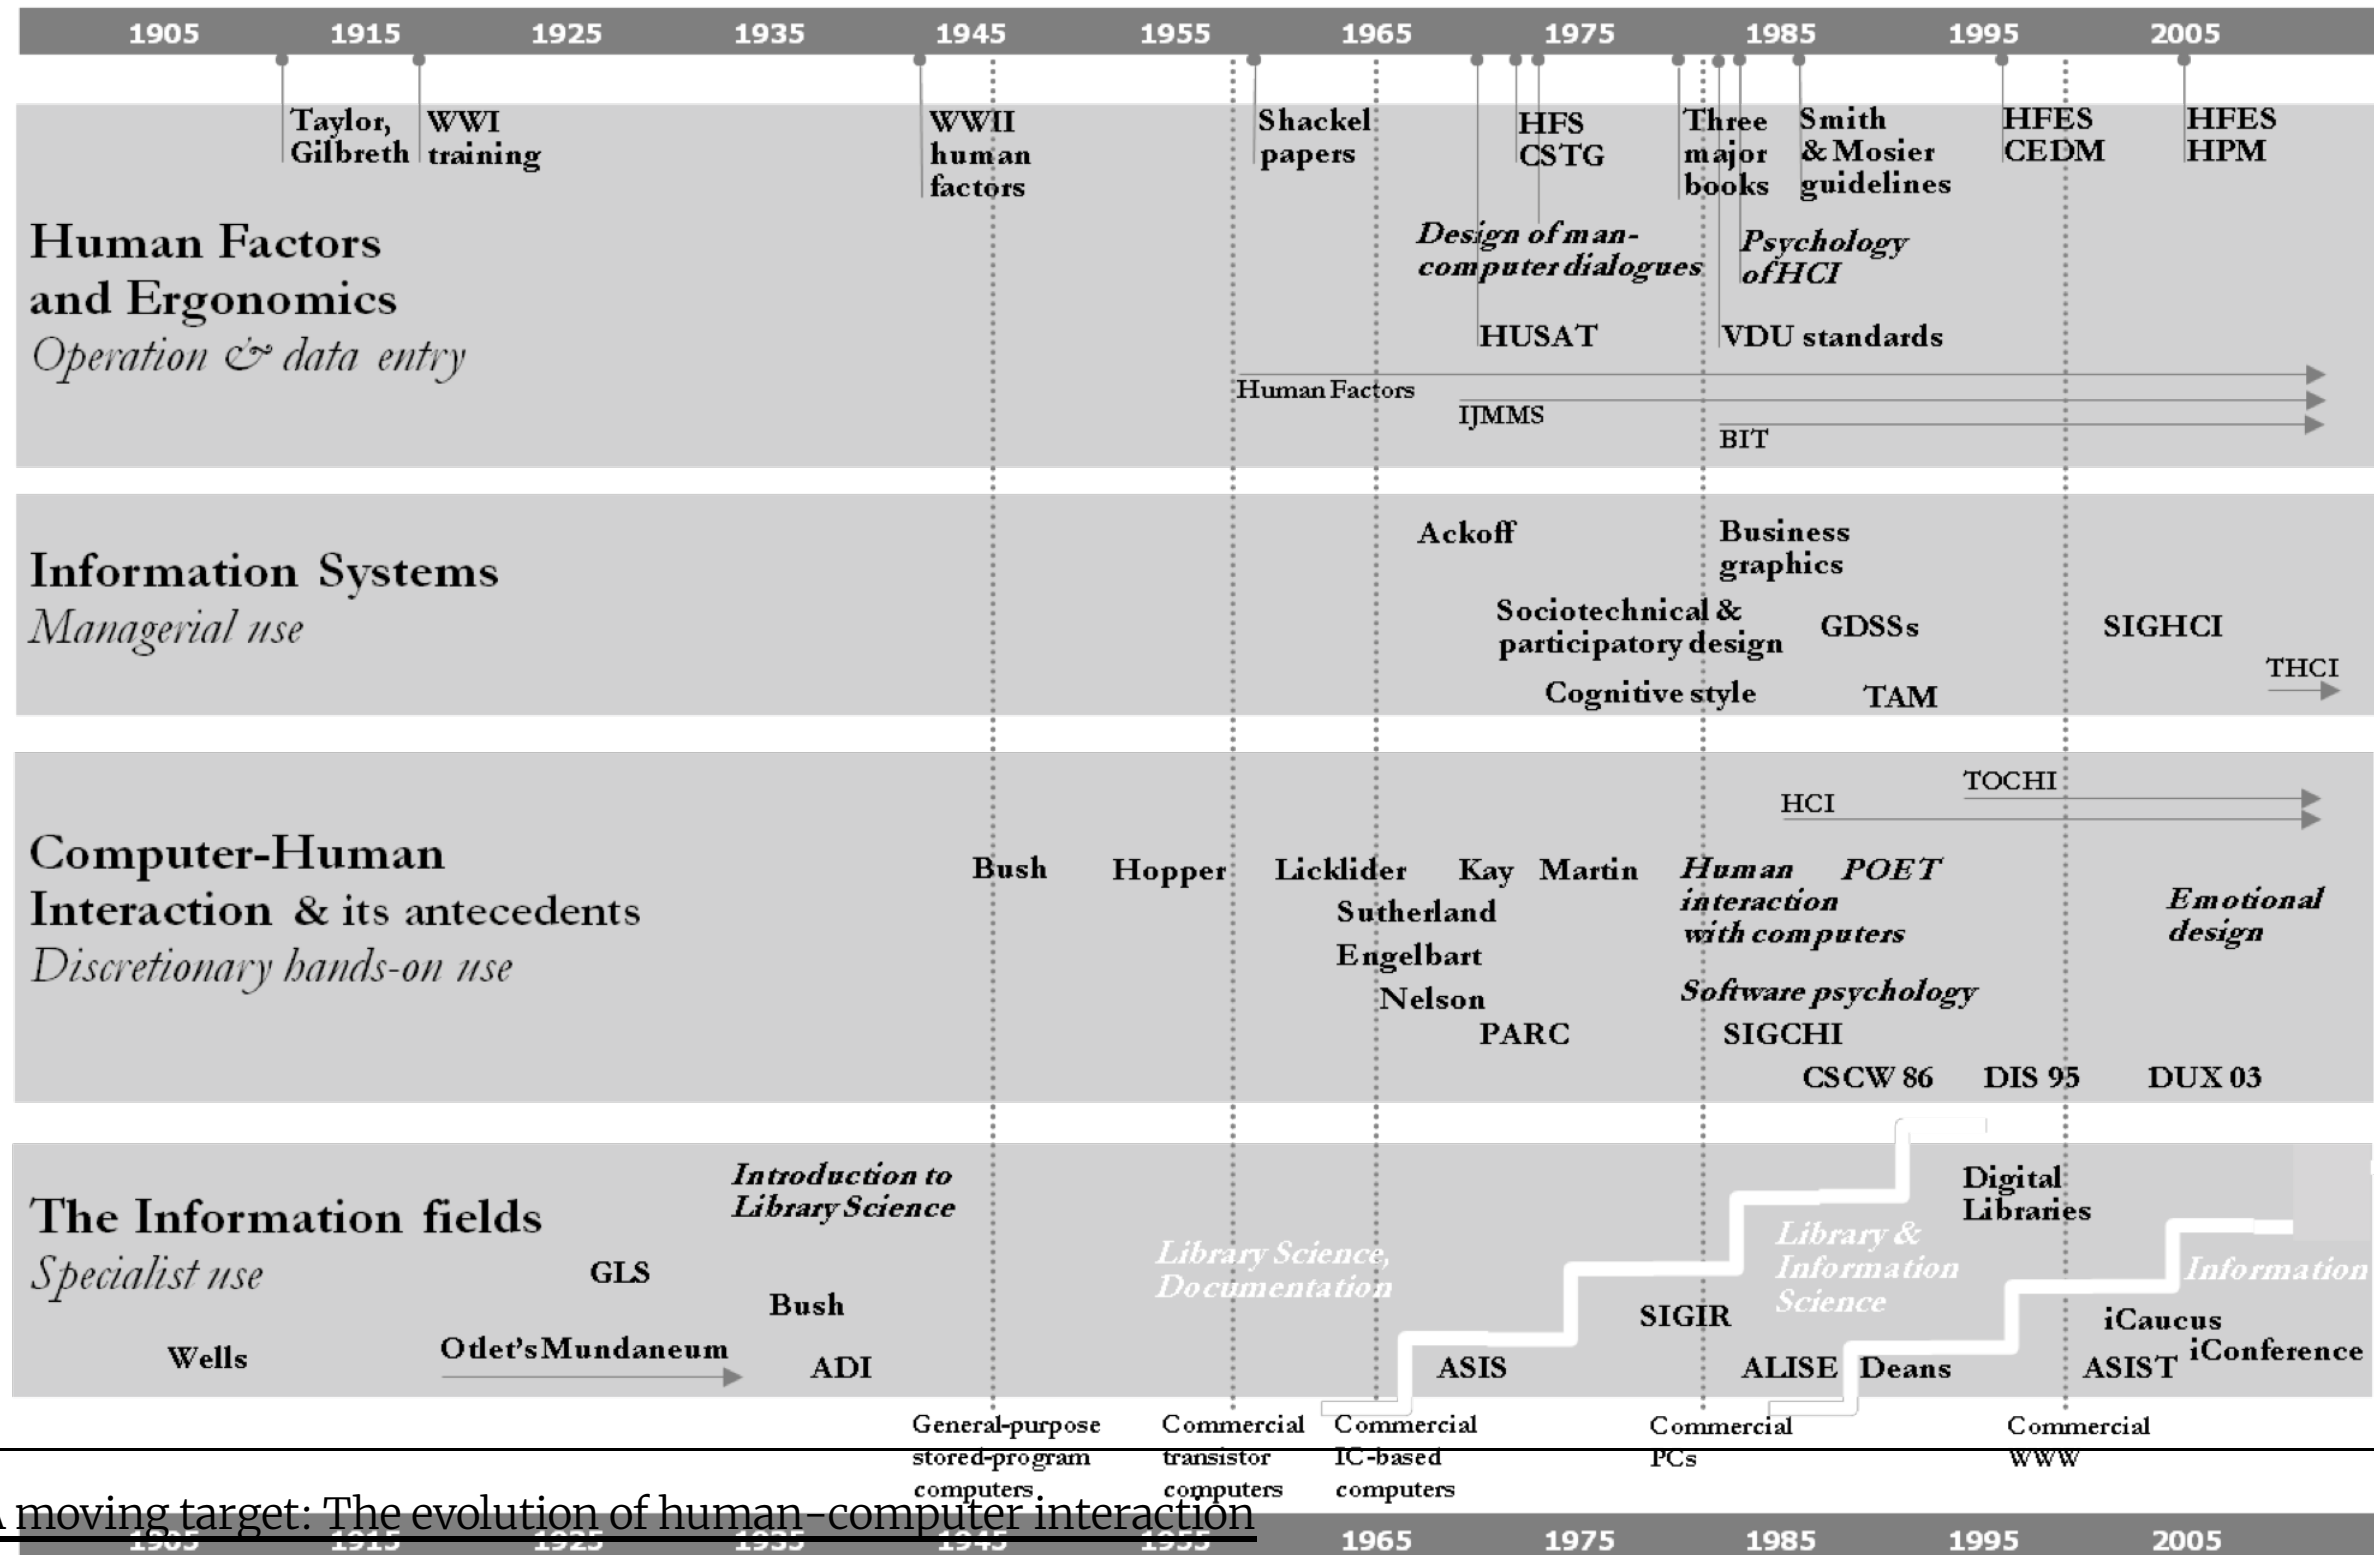 1905 1915 1925 1935 1945 1955 1965 1975 1985 1995 2005
Taylor,
Gilbreth
WWI
training
WWII
human
factors
Shackel
papers
HFS
CSTG
Three
major
books
Smith
& Mosier
guidelines
HFES
CEDM
HFES
HPM
Human Factors
and Ergonomics
Operation & data entry
Design of man-
computer dialogues
Psychology
of HCI
HUSAT
VDU standards
Human Factors
IJMMS
BIT
Information Systems
Managerial use
Ackoff
Business
graphics
Sociotechnical &
participatory design
GDSSs
SIGHCI
THCI
Cognitive style
TAM
Computer-Human
Interaction & its antecedents
Discretionary hands-on use
TOCHI
HCI
Bush
Hopper
Licklider
Kay
Martin
Human
interaction
with computers
POET
Sutherland
Emotional
design
Engelbart
Nelson
Software psychology
PARC
SIGCHI
CSCW 86
DIS 95
DUX 03
The Information fields
Specialist use
Introduction to
Library Science
GLS
Bush
Wells
Otlet's Mundaneum
ADI
Library Science,
Documentation
Library &
Information
Science
Digital
Libraries
Information
SIGIR
iCaucus
iConference
ASIS
ALISE
Deans
ASIST
General-purpose
stored-program
computers
Commercial
transistor
computers
Commercial
IC-based
computers
Commercial
PCs
Commercial
WWW
A moving target: The evolution of human-computer interaction
1905 1915 1925 1935 1945 1955 1965 1975 1985 1995 2005